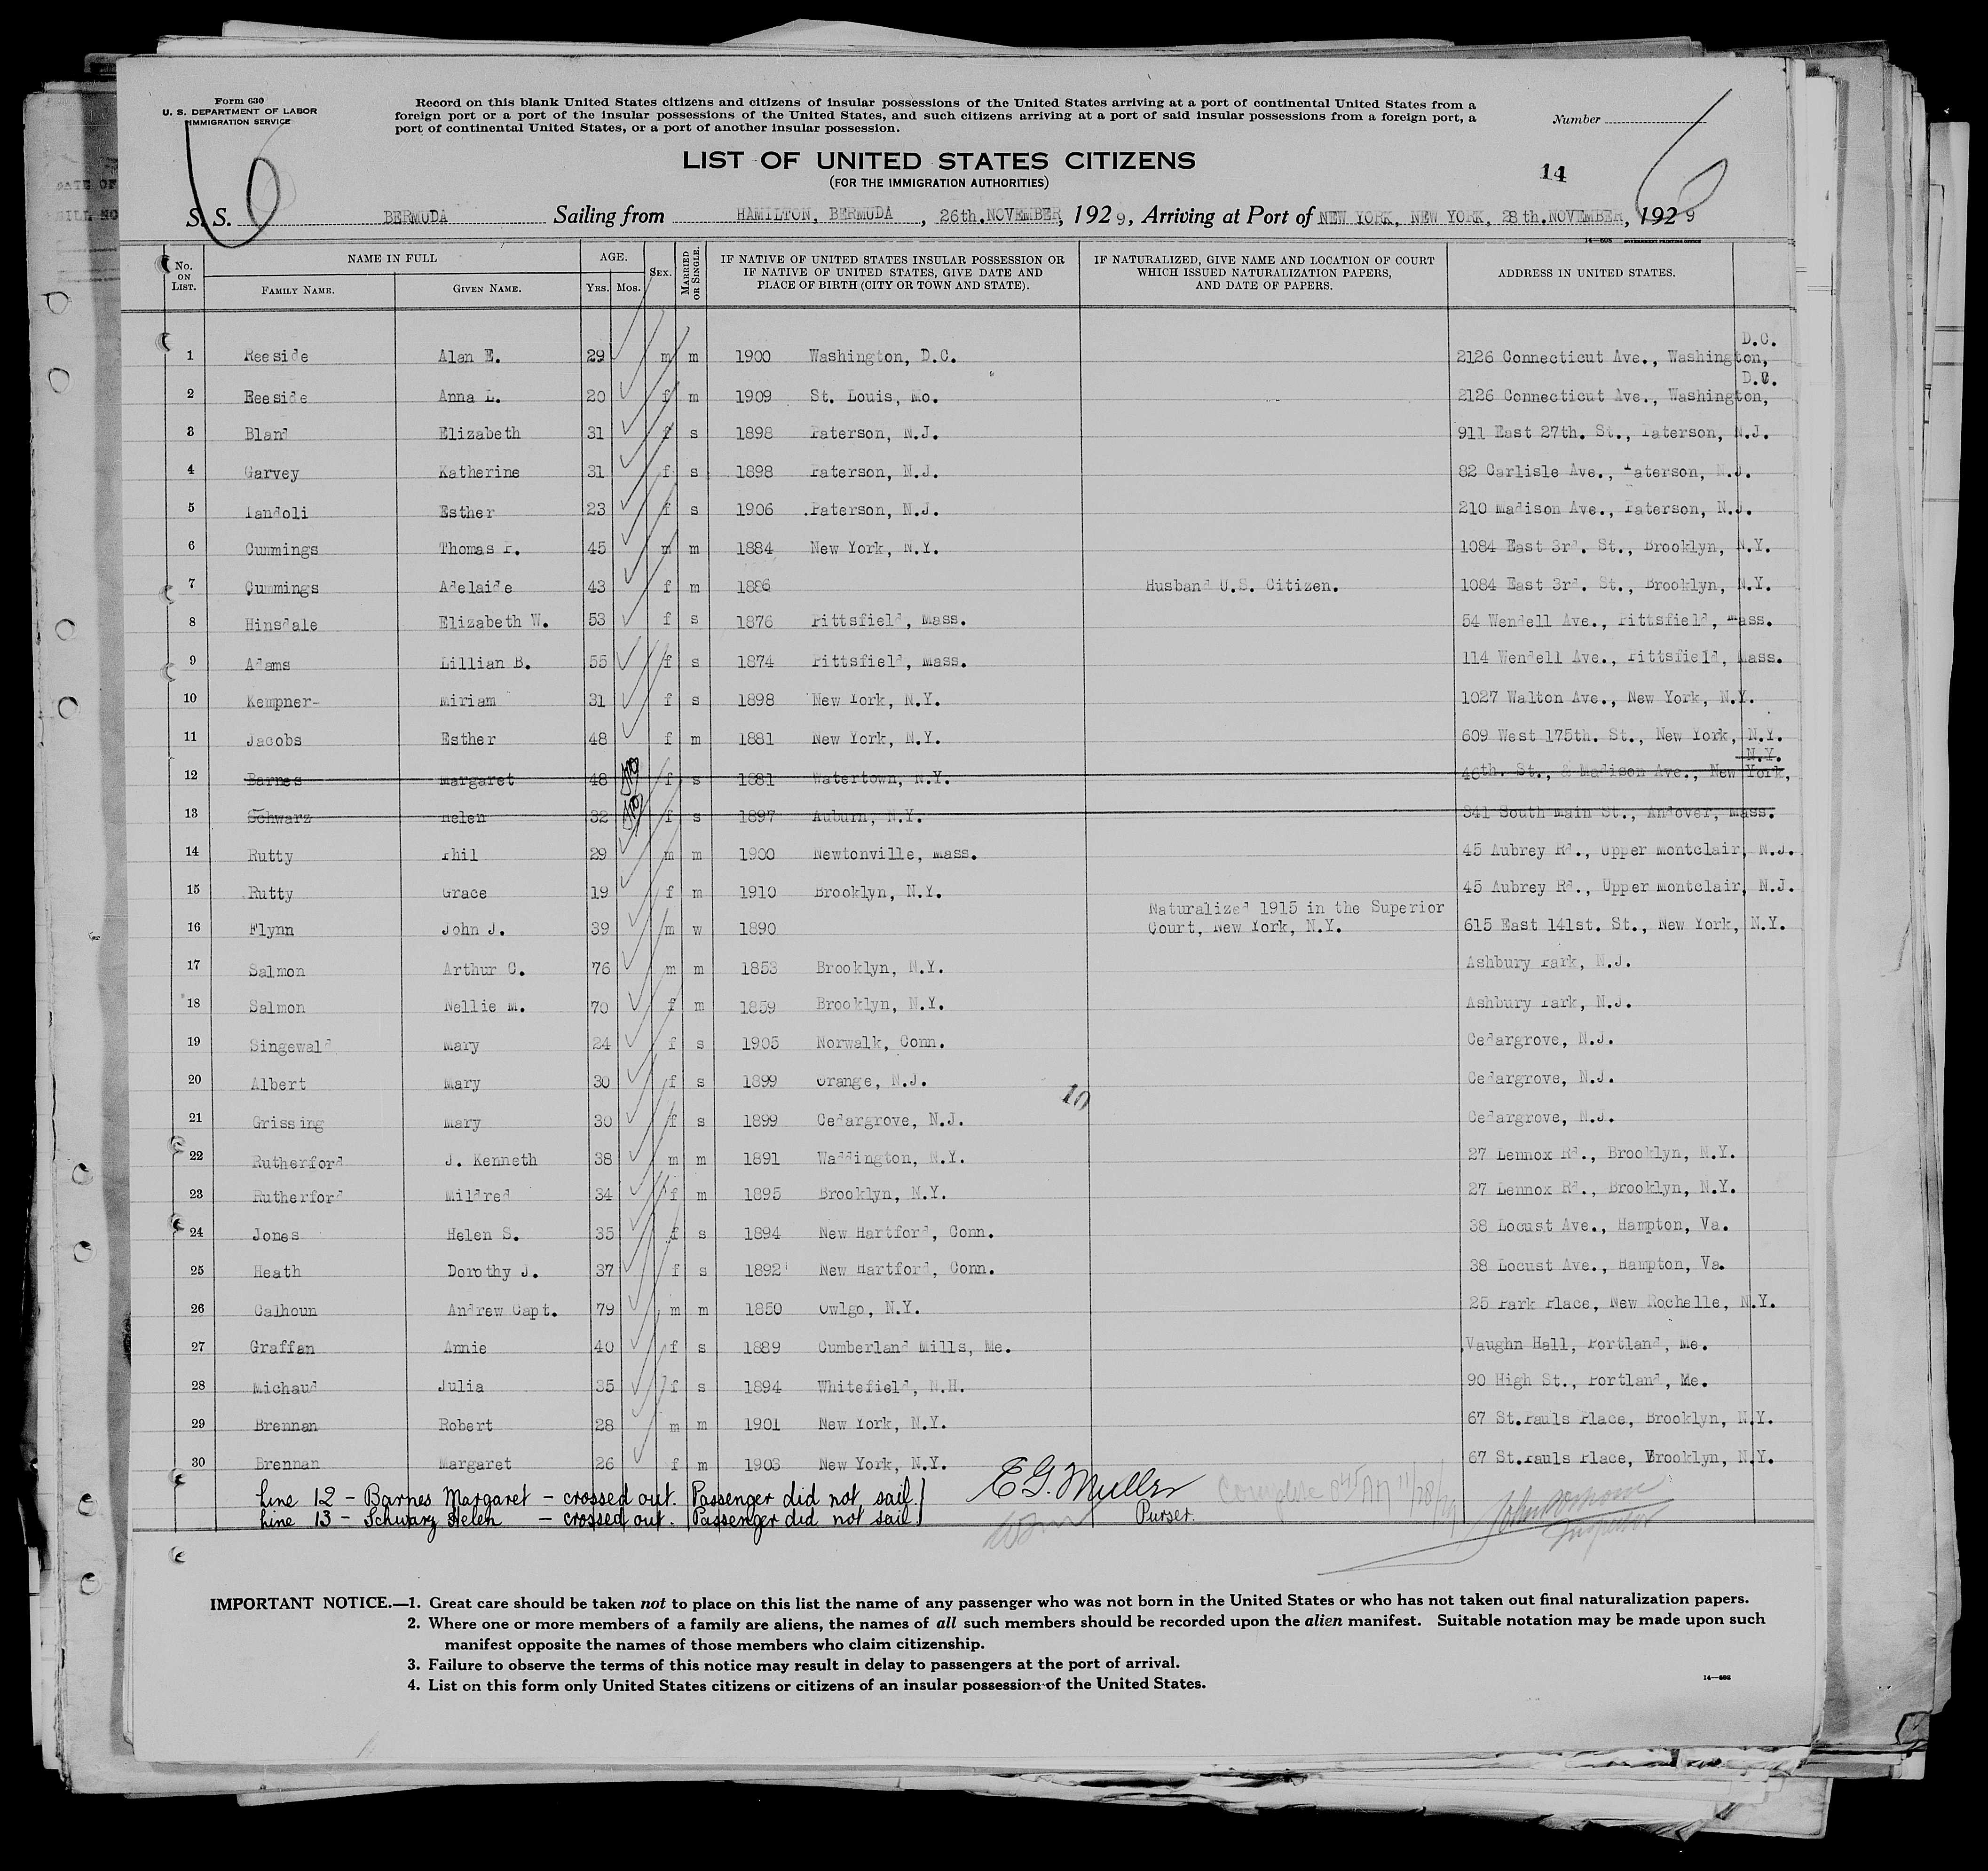 Form 630
U. S. DEPARTMENT OF LABOR
IMMIGRATION SERVICE
Record on this blank United States citizens and citizens of insular possessions of the United States arriving at a port of continental United States from a
foreign port or a port of the insular possessions of the United States, and such citizens arriving at a port of said insular possessions from a foreign port, a
port of continental United States, or a port of another insular possession.
Number
LIST OF UNITED STATES CITIZENS
(FOR THE IMMIGRATION AUTHORITIES)
14
S. S. BERMUDA Sailing from HAMILTON, BERMUDA, 26th.NOVEMBER, 1929, Arriving at Port of NEW YORK, NEW YORK, 28th.NOVEMBER, 1929
14—608 GOVERNMENT PRINTING OFFICE
No. ON LIST. NAME IN FULL AGE. SEX. MARRIED OR SINGLE. IF NATIVE OF UNITED STATES INSULAR POSSESSION OR IF NATIVE OF UNITED STATES, GIVE DATE AND PLACE OF BIRTH (CITY OR TOWN AND STATE). IF NATURALIZED, GIVE NAME AND LOCATION OF COURT WHICH ISSUED NATURALIZATION PAPERS, AND DATE OF PAPERS. ADDRESS IN UNITED STATES.
FAMILY NAME. GIVEN NAME. YRS. MOS.
1 Reeside Alan E. 29 m m 1900 Washington, D.C. 2126 Connecticut Ave., Washington, D.C.
2 Reeside Anna L. 20 f m 1909 St. Louis, Mo. 2126 Connecticut Ave., Washington, D.C.
3 Bland Elizabeth 31 f s 1898 Paterson, N.J. 911 East 27th. St., Paterson, N.J.
4 Garvey Katherine 31 f s 1898 Paterson, N.J. 82 Carlisle Ave., Paterson, N.J.
5 Iandoli Esther 23 f s 1906 Paterson, N.J. 210 Madison Ave., Paterson, N.J.
6 Cummings Thomas P. 45 m m 1884 New York, N.Y. 1084 East 3rd. St., Brooklyn, N.Y.
7 Cummings Adelaide 43 f m 1886 Husband U.S. Citizen. 1084 East 3rd. St., Brooklyn, N.Y.
8 Hinsdale Elizabeth W. 53 f s 1876 Pittsfield, Mass. 54 Wendell Ave., Pittsfield, Mass.
9 Adams Lillian B. 55 f s 1874 Pittsfield, Mass. 114 Wendell Ave., Pittsfield, Mass.
10 Kempner- Miriam 31 f s 1898 New York, N.Y. 1027 Walton Ave., New York, N.Y.
11 Jacobs Esther 48 f m 1881 New York, N.Y. 609 West 175th. St., New York, N.Y.
12 Barnes Margaret 48 f s 1881 Watertown, N.Y. 46th. St., & Madison Ave., New York, N.Y.
13 Schwarz Helen 32 f s 1897 Auburn, N.Y. 341 South Main St., Andover, Mass.
14 Rutty Phil 29 m m 1900 Newtonville, Mass. 45 Aubrey Rd., Upper Montclair, N.J.
15 Rutty Grace 19 f m 1910 Brooklyn, N.Y. 45 Aubrey Rd., Upper Montclair, N.J.
16 Flynn John J. 39 m w 1890 Naturalized 1915 in the Superior Court, New York, N.Y. 615 East 141st. St., New York, N.Y.
17 Salmon Arthur C. 76 m m 1853 Brooklyn, N.Y. Ashbury Park, N.J.
18 Salmon Nellie M. 70 f m 1859 Brooklyn, N.Y. Ashbury Park, N.J.
19 Singewald Mary 24 f s 1905 Norwalk, Conn. Cedargrove, N.J.
20 Albert Mary 30 f s 1899 Orange, N.J. Cedargrove, N.J.
10
21 Grissing Mary 30 f s 1899 Cedargrove, N.J. Cedargrove, N.J.
22 Rutherford J. Kenneth 38 m m 1891 Waddington, N.Y. 27 Lennox Rd., Brooklyn, N.Y.
23 Rutherford Mildred 34 f m 1895 Brooklyn, N.Y. 27 Lennox Rd., Brooklyn, N.Y.
24 Jones Helen S. 35 f s 1894 New Hartford, Conn. 38 Locust Ave., Hampton, Va.
25 Heath Dorothy J. 37 f s 1892 New Hartford, Conn. 38 Locust Ave., Hampton, Va.
26 Calhoun Andrew Capt. 79 m m 1850 Owlgo, N.Y. 25 Park Place, New Rochelle, N.Y.
27 Graffan Annie 40 f s 1889 Cumberland Mills, Me. Vaughn Hall, Portland, Me.
28 Michaud Julia 35 f s 1894 Whitefield, N.H. 90 High St., Portland, Me.
29 Brennan Robert 28 m m 1901 New York, N.Y. 67 St.Pauls Place, Brooklyn, N.Y.
30 Brennan Margaret 26 f m 1903 New York, N.Y. 67 St.Pauls Place, Brooklyn, N.Y.
Line 12 - Barnes Margaret - crossed out. Passenger did not sail.
Line 13 - Schwarz Helen - crossed out. Passenger did not sail.
E G. Muller
Purser.
11/28/29
Inspector
IMPORTANT NOTICE.—1. Great care should be taken not to place on this list the name of any passenger who was not born in the United States or who has not taken out final naturalization papers.
2. Where one or more members of a family are aliens, the names of all such members should be recorded upon the alien manifest. Suitable notation may be made upon such
manifest opposite the names of those members who claim citizenship.
3. Failure to observe the terms of this notice may result in delay to passengers at the port of arrival.
4. List on this form only United States citizens or citizens of an insular possession of the United States.
14—608